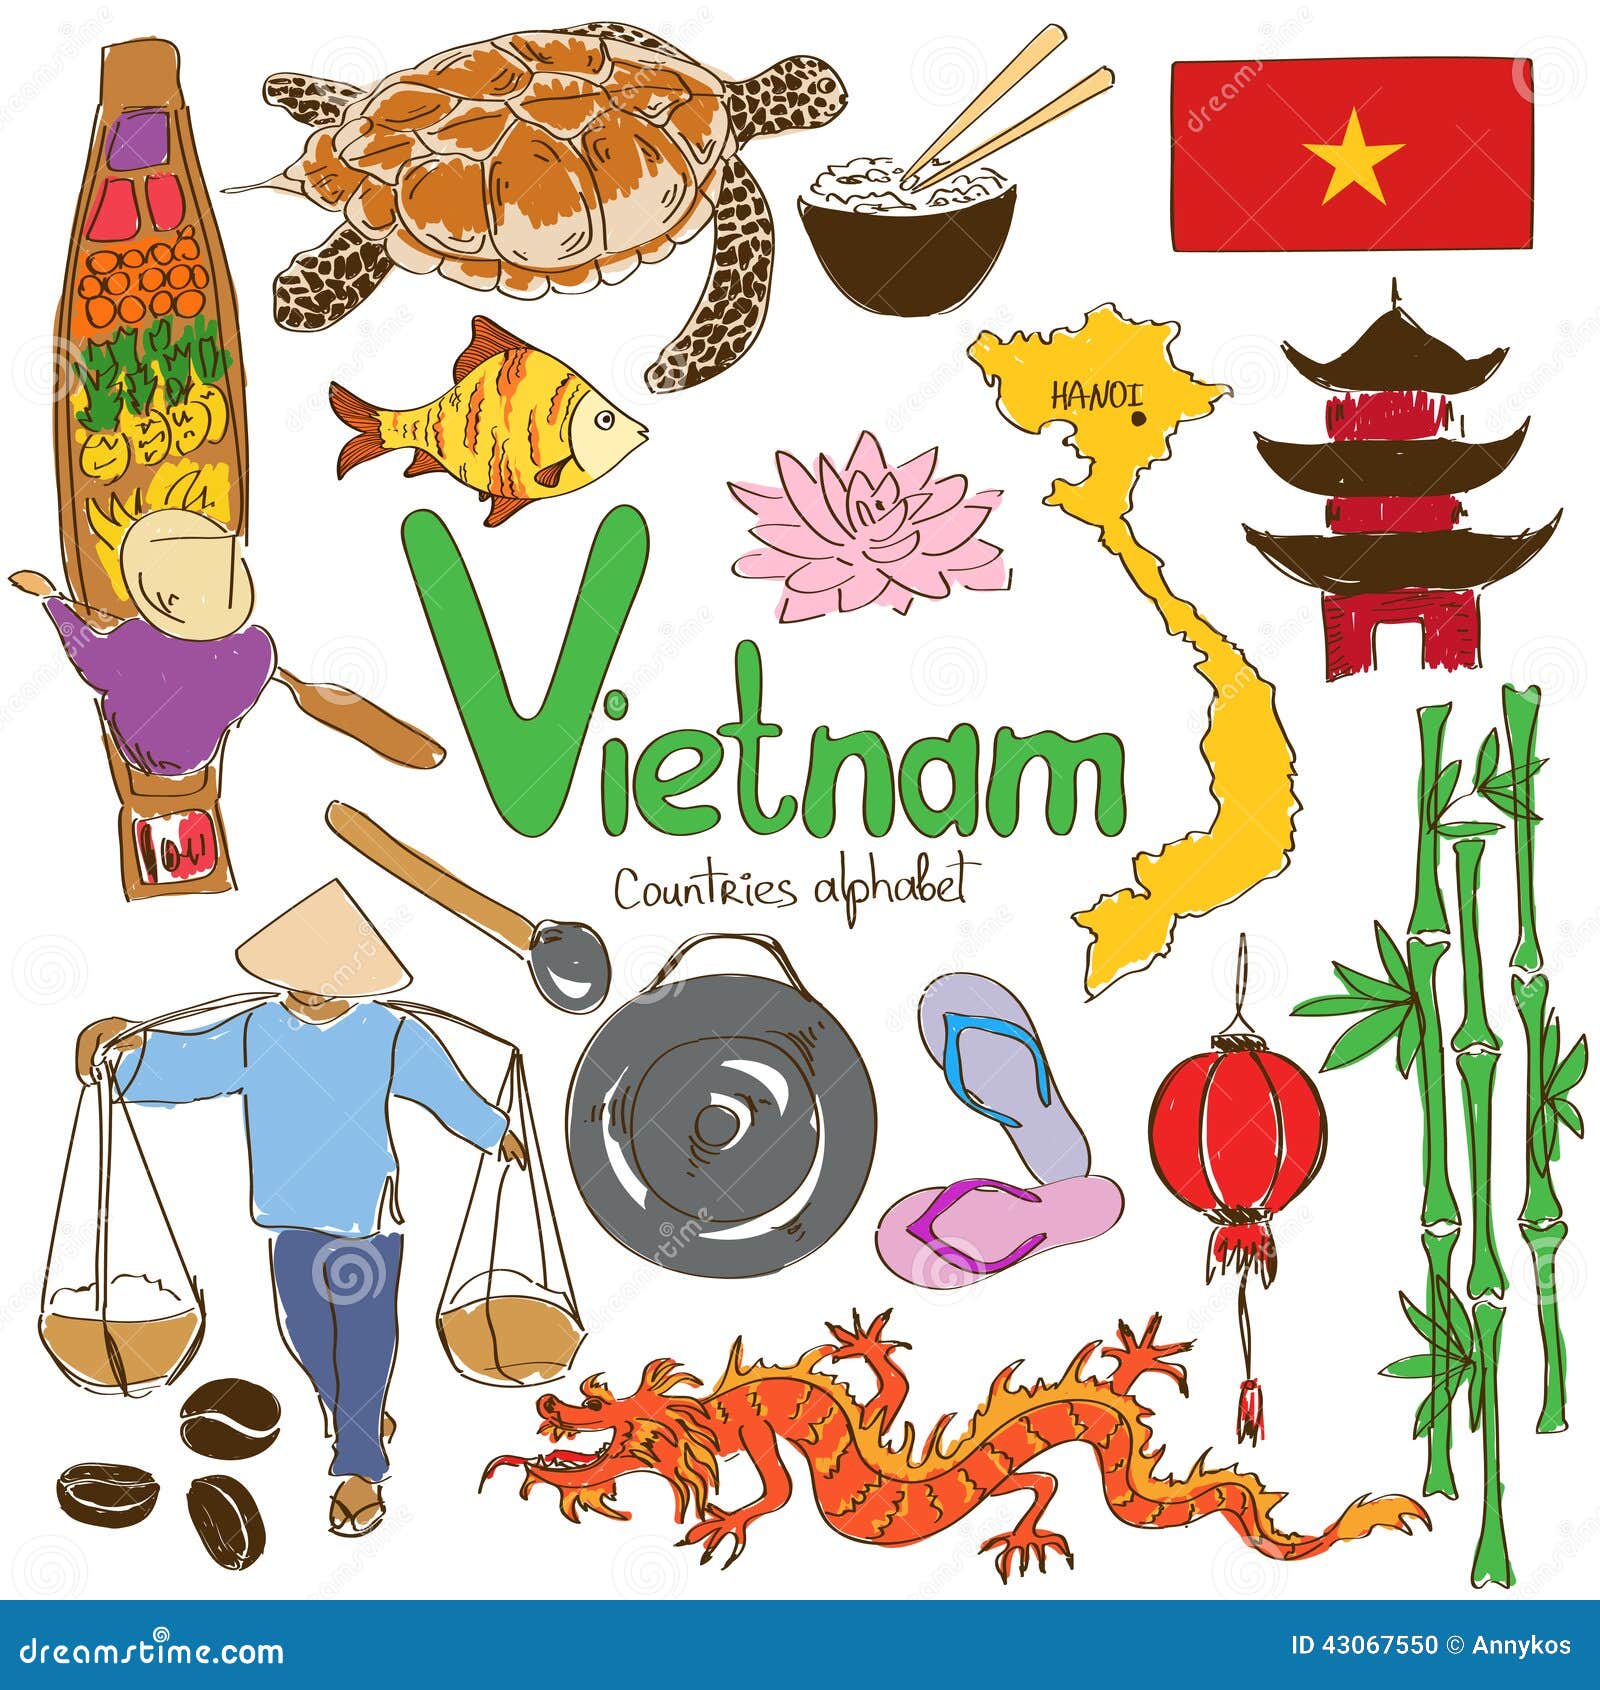 HANOI
Vietnam
Countries alphabet
dreamstime.com
ID 43067550 © Annykos